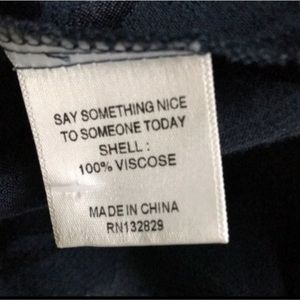 SAY SOMETHING NICE
TO SOMEONE TODAY
SHELL :
100% VISCOSE
MADE IN CHINA
RN132829